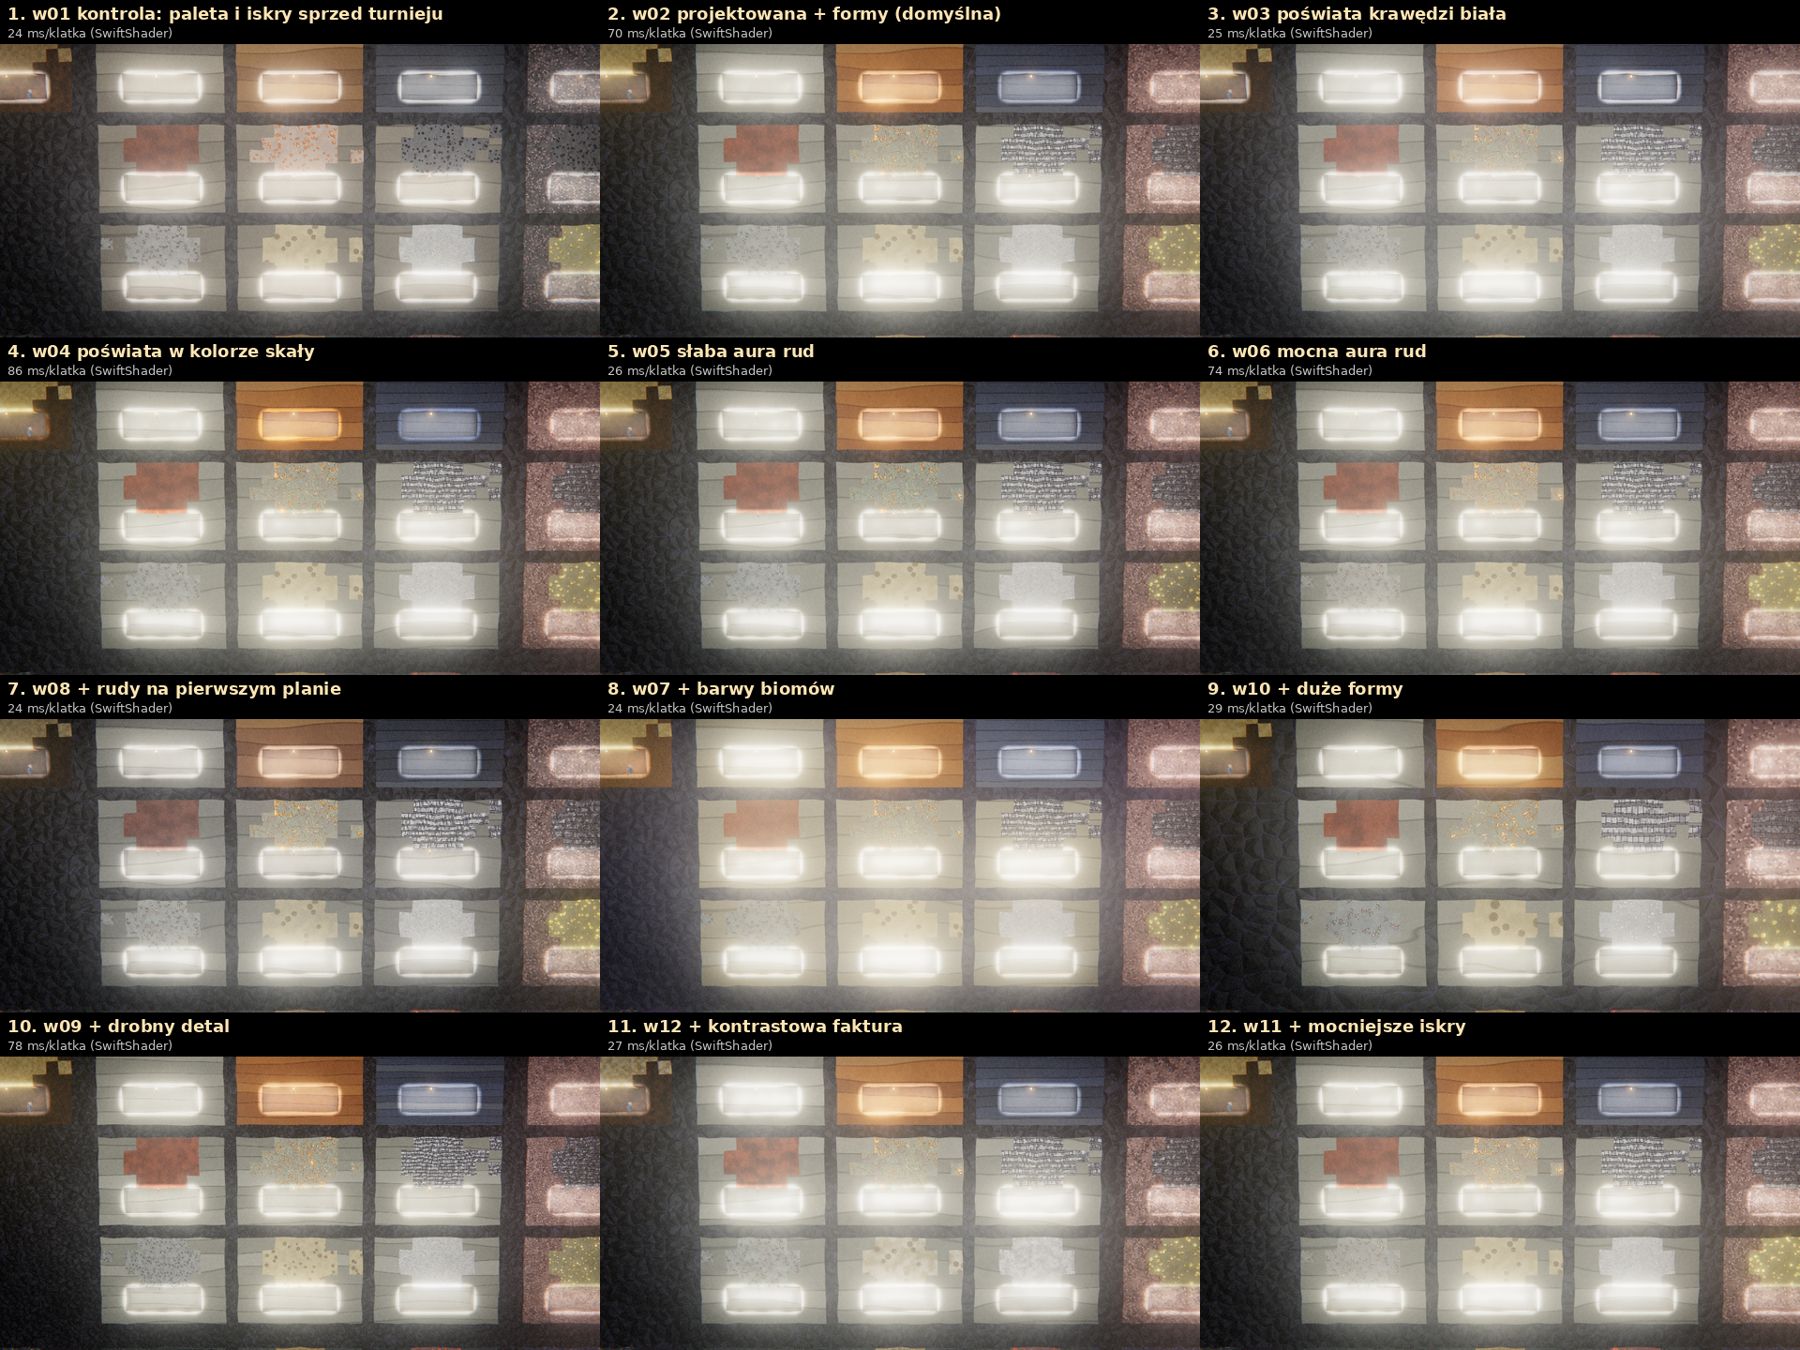 1. w01 kontrola: paleta i iskry sprzed turnieju
24 ms/klatka (SwiftShader)
2. w02 projektowana + formy (domyślna)
70 ms/klatka (SwiftShader)
3. w03 poświata krawędzi biała
25 ms/klatka (SwiftShader)
4. w04 poświata w kolorze skały
86 ms/klatka (SwiftShader)
5. w05 słaba aura rud
26 ms/klatka (SwiftShader)
6. w06 mocna aura rud
74 ms/klatka (SwiftShader)
7. w08 + rudy na pierwszym planie
24 ms/klatka (SwiftShader)
8. w07 + barwy biomów
24 ms/klatka (SwiftShader)
9. w10 + duże formy
29 ms/klatka (SwiftShader)
10. w09 + drobny detal
78 ms/klatka (SwiftShader)
11. w12 + kontrastowa faktura
27 ms/klatka (SwiftShader)
12. w11 + mocniejsze iskry
26 ms/klatka (SwiftShader)